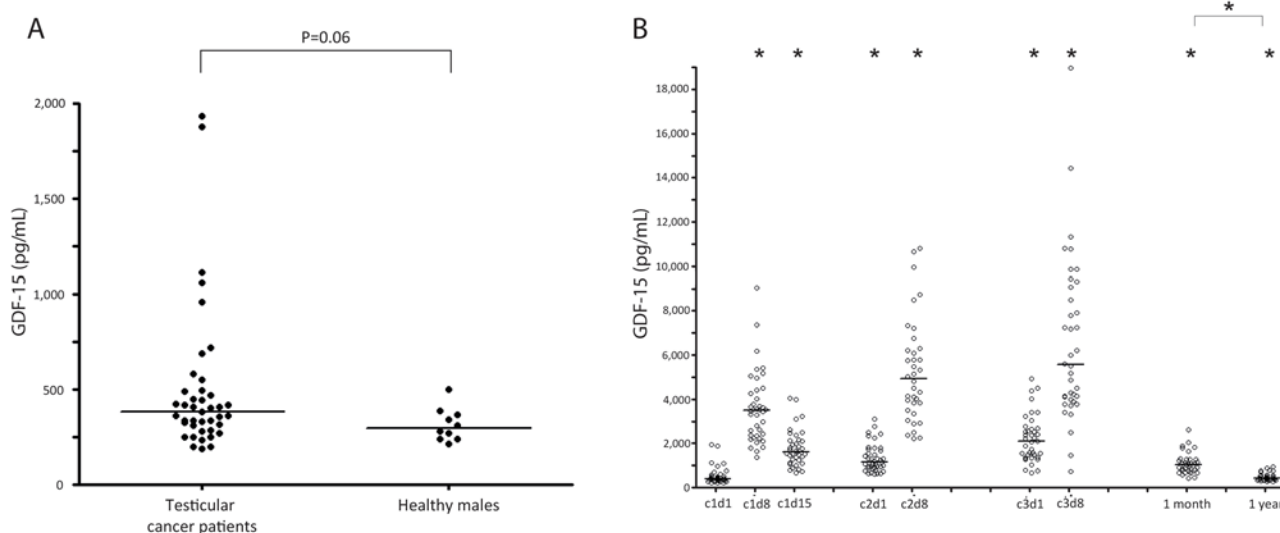 A
P=0.06
GDF-15 (pg/mL)
2,000
1,500
1,000
500
0
Testicular
cancer patients
Healthy males
B
*
* * * * * * * *
GDF-15 (pg/mL)
18,000
16,000
14,000
12,000
10,000
8,000
6,000
4,000
2,000
0
c1d1 c1d8 c1d15 c2d1 c2d8 c3d1 c3d8 1 month 1 year